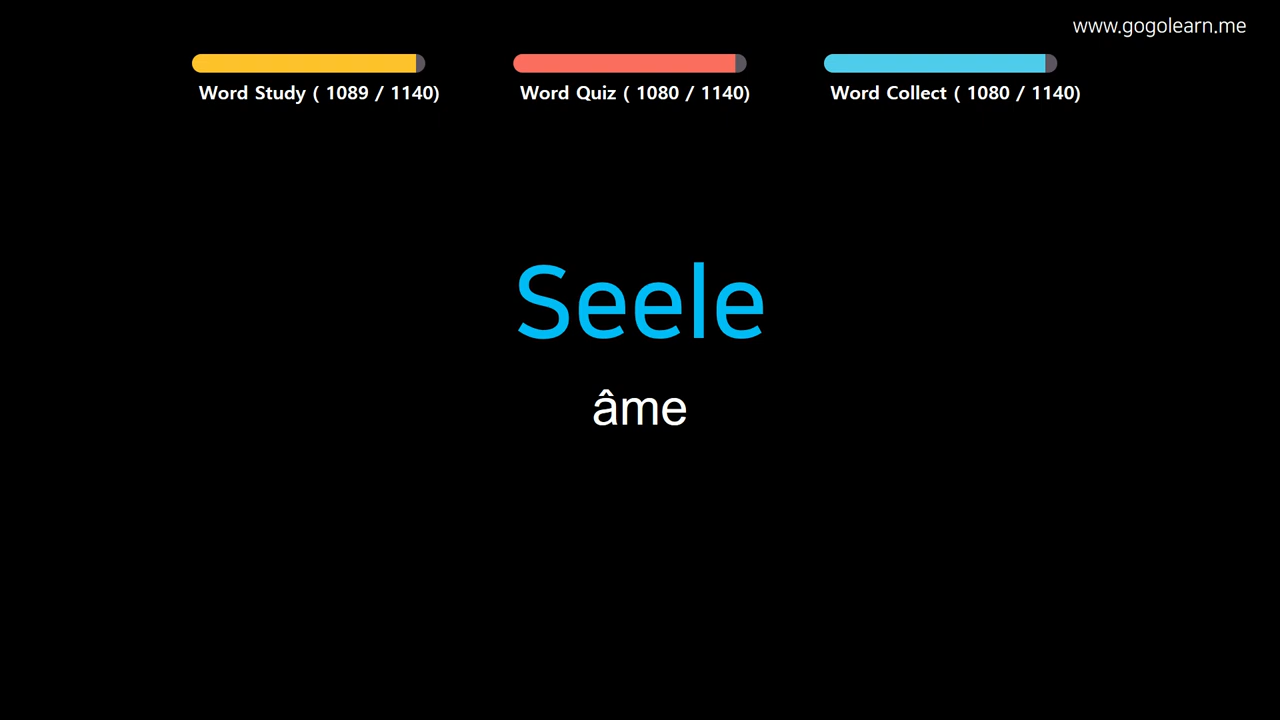 www.gogolearn.me
Word Study ( 1089 / 1140)
Word Quiz ( 1080 / 1140)
Word Collect ( 1080 / 1140)
Seele
âme